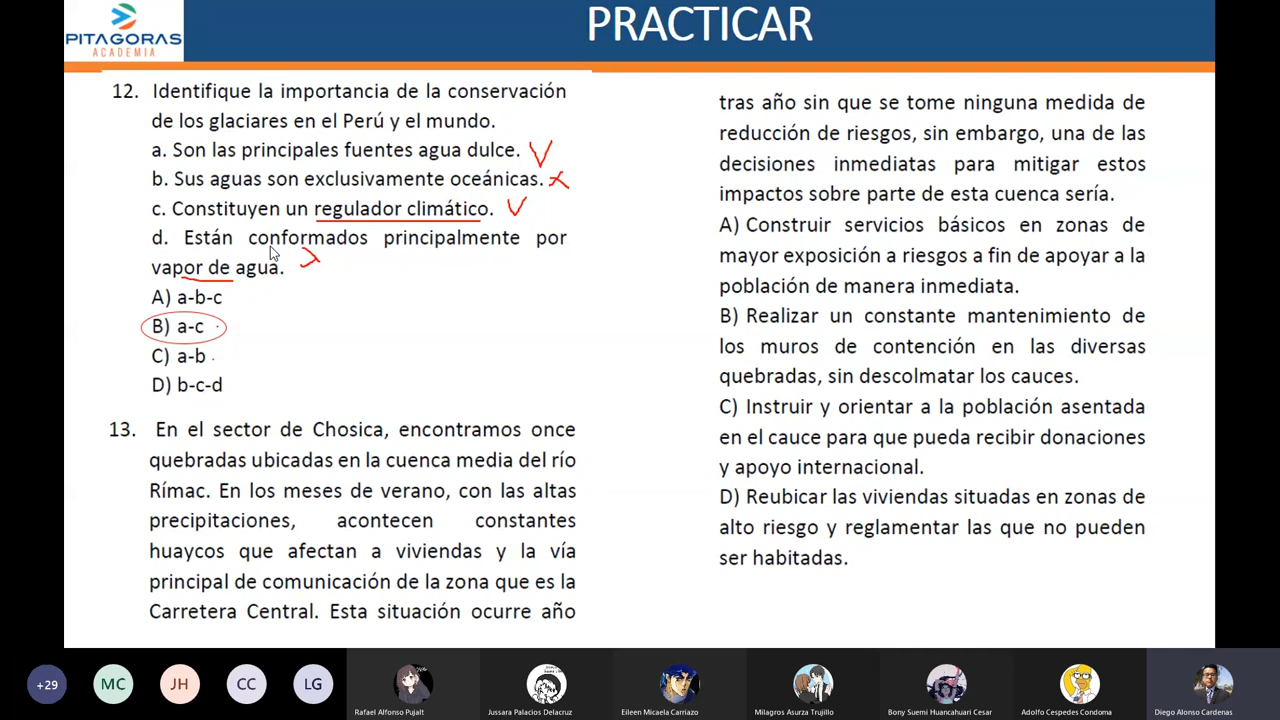 PITAGORAS
ACADEMIA
PRACTICAR
12. Identifique la importancia de la conservación
de los glaciares en el Perú y el mundo.
a. Son las principales fuentes agua dulce. V
b. Sus aguas son exclusivamente oceánicas. x
c. Constituyen un regulador climático. V
d. Están conformados principalmente por
vapor de agua. x
A) a-b-c
B) a-c
C) a-b
D) b-c-d
13. En el sector de Chosica, encontramos once
quebradas ubicadas en la cuenca media del río
Rímac. En los meses de verano, con las altas
precipitaciones, acontecen constantes
huaycos que afectan a viviendas y la vía
principal de comunicación de la zona que es la
Carretera Central. Esta situación ocurre año
tras año sin que se tome ninguna medida de
reducción de riesgos, sin embargo, una de las
decisiones inmediatas para mitigar estos
impactos sobre parte de esta cuenca sería.
A) Construir servicios básicos en zonas de
mayor exposición a riesgos a fin de apoyar a la
población de manera inmediata.
B) Realizar un constante mantenimiento de
los muros de contención en las diversas
quebradas, sin descolmatar los cauces.
C) Instruir y orientar a la población asentada
en el cauce para que pueda recibir donaciones
y apoyo internacional.
D) Reubicar las viviendas situadas en zonas de
alto riesgo y reglamentar las que no pueden
ser habitadas.
+29 MC JH CC LG
Rafael Alfonso Pujalt Jussara Palacios Delacruz Eileen Micaela Carriazo Milagros Asurza Trujillo Bony Suemi Huancahuari Cesar Adolfo Cespedes Condoma Diego Alonso Cardenas